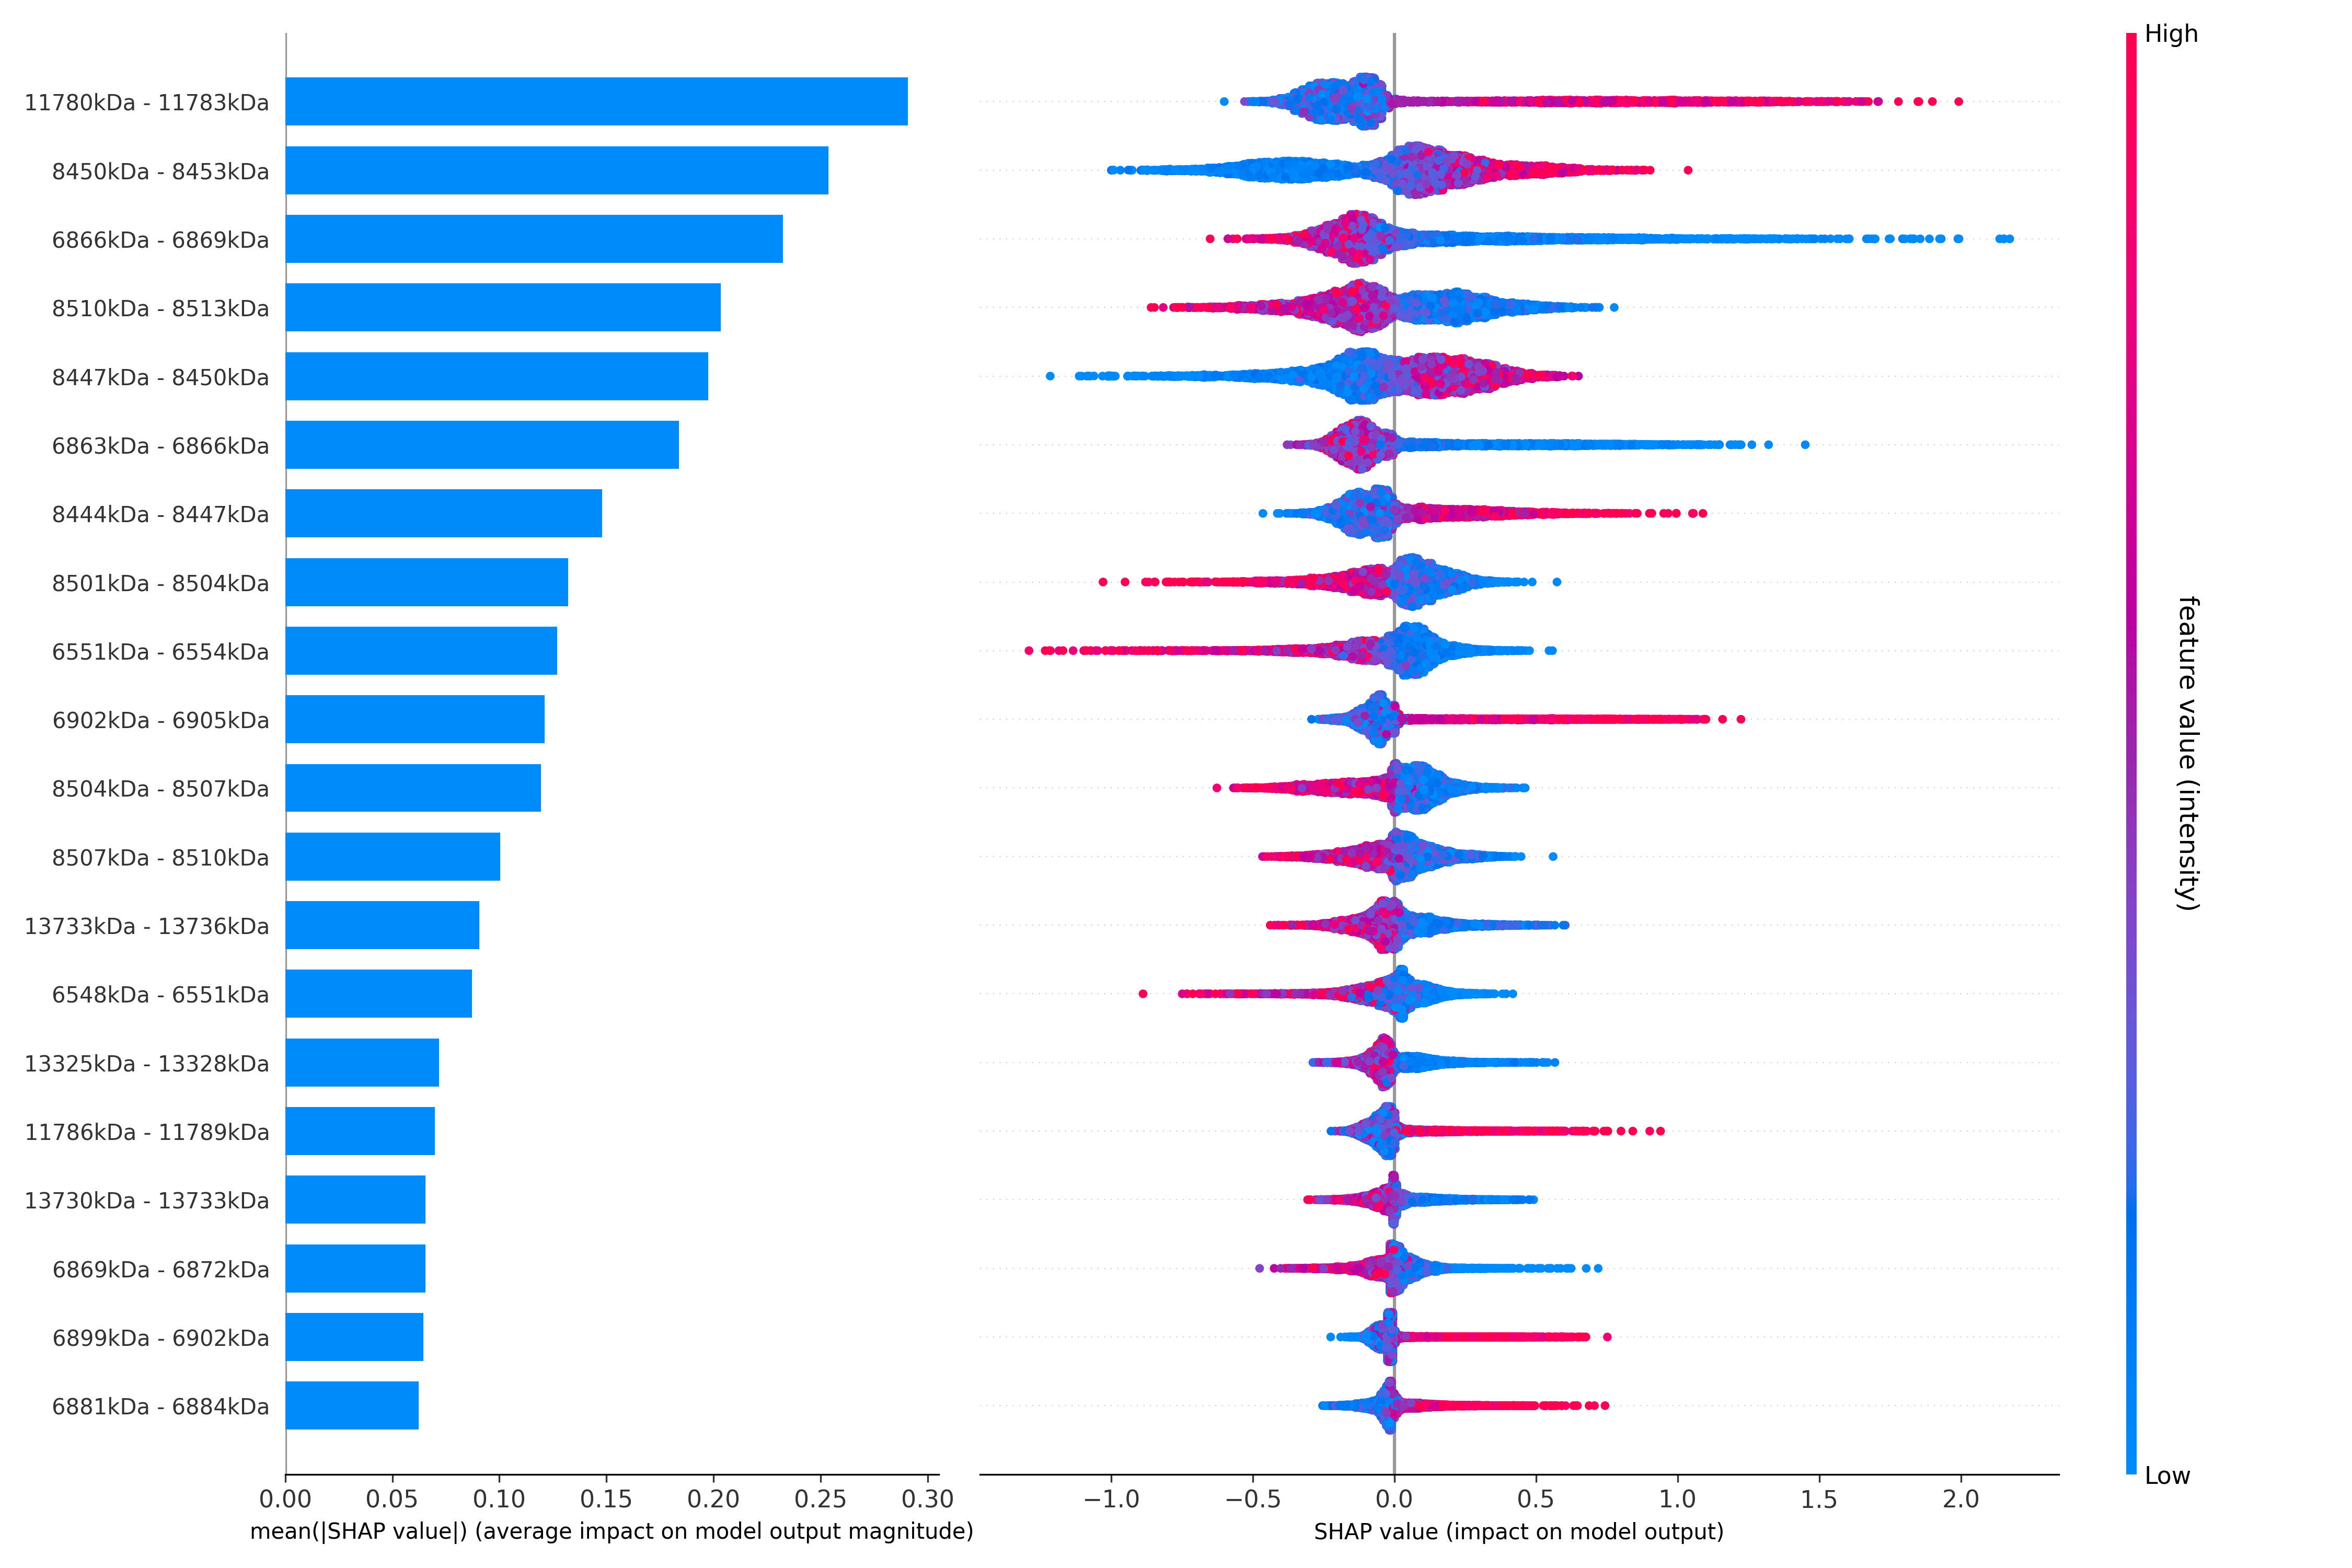 High
11780kDa - 11783kDa
8450kDa - 8453kDa
6866kDa - 6869kDa
8510kDa - 8513kDa
8447kDa - 8450kDa
6863kDa - 6866kDa
8444kDa - 8447kDa
8501kDa - 8504kDa
6551kDa - 6554kDa
6902kDa - 6905kDa
8504kDa - 8507kDa
8507kDa - 8510kDa
13733kDa - 13736kDa
6548kDa - 6551kDa
13325kDa - 13328kDa
11786kDa - 11789kDa
13730kDa - 13733kDa
6869kDa - 6872kDa
6899kDa - 6902kDa
6881kDa - 6884kDa
feature value (intensity)
Low
0.00 0.05 0.10 0.15 0.20 0.25 0.30
mean(|SHAP value|) (average impact on model output magnitude)
−1.0 −0.5 0.0 0.5 1.0 1.5 2.0
SHAP value (impact on model output)